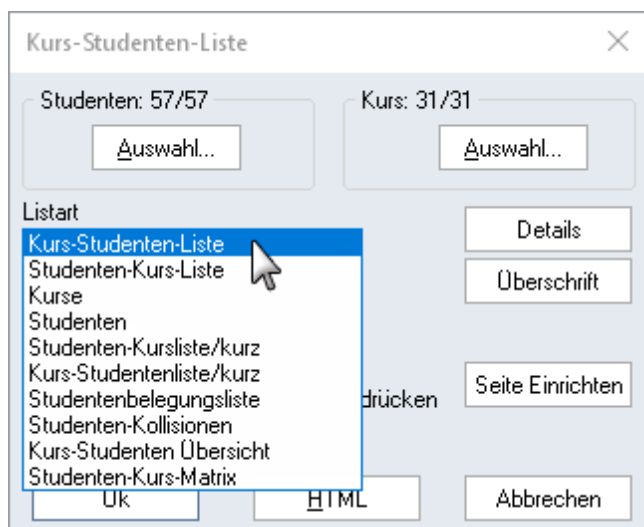 Kurs-Studenten-Liste
Studenten: 57/57
Kurs: 31/31
Auswahl...
Auswahl...
Listart
Details
Kurs-Studenten-Liste
Studenten-Kurs-Liste
Überschrift
Kurse
Studenten
Studenten-Kursliste/kurz
Kurs-Studentenliste/kurz
Seite Einrichten
Studentenbelegungsliste
drücken
Studenten-Kollisionen
Kurs-Studenten Übersicht
Studenten-Kurs-Matrix
Ok
HTML
Abbrechen